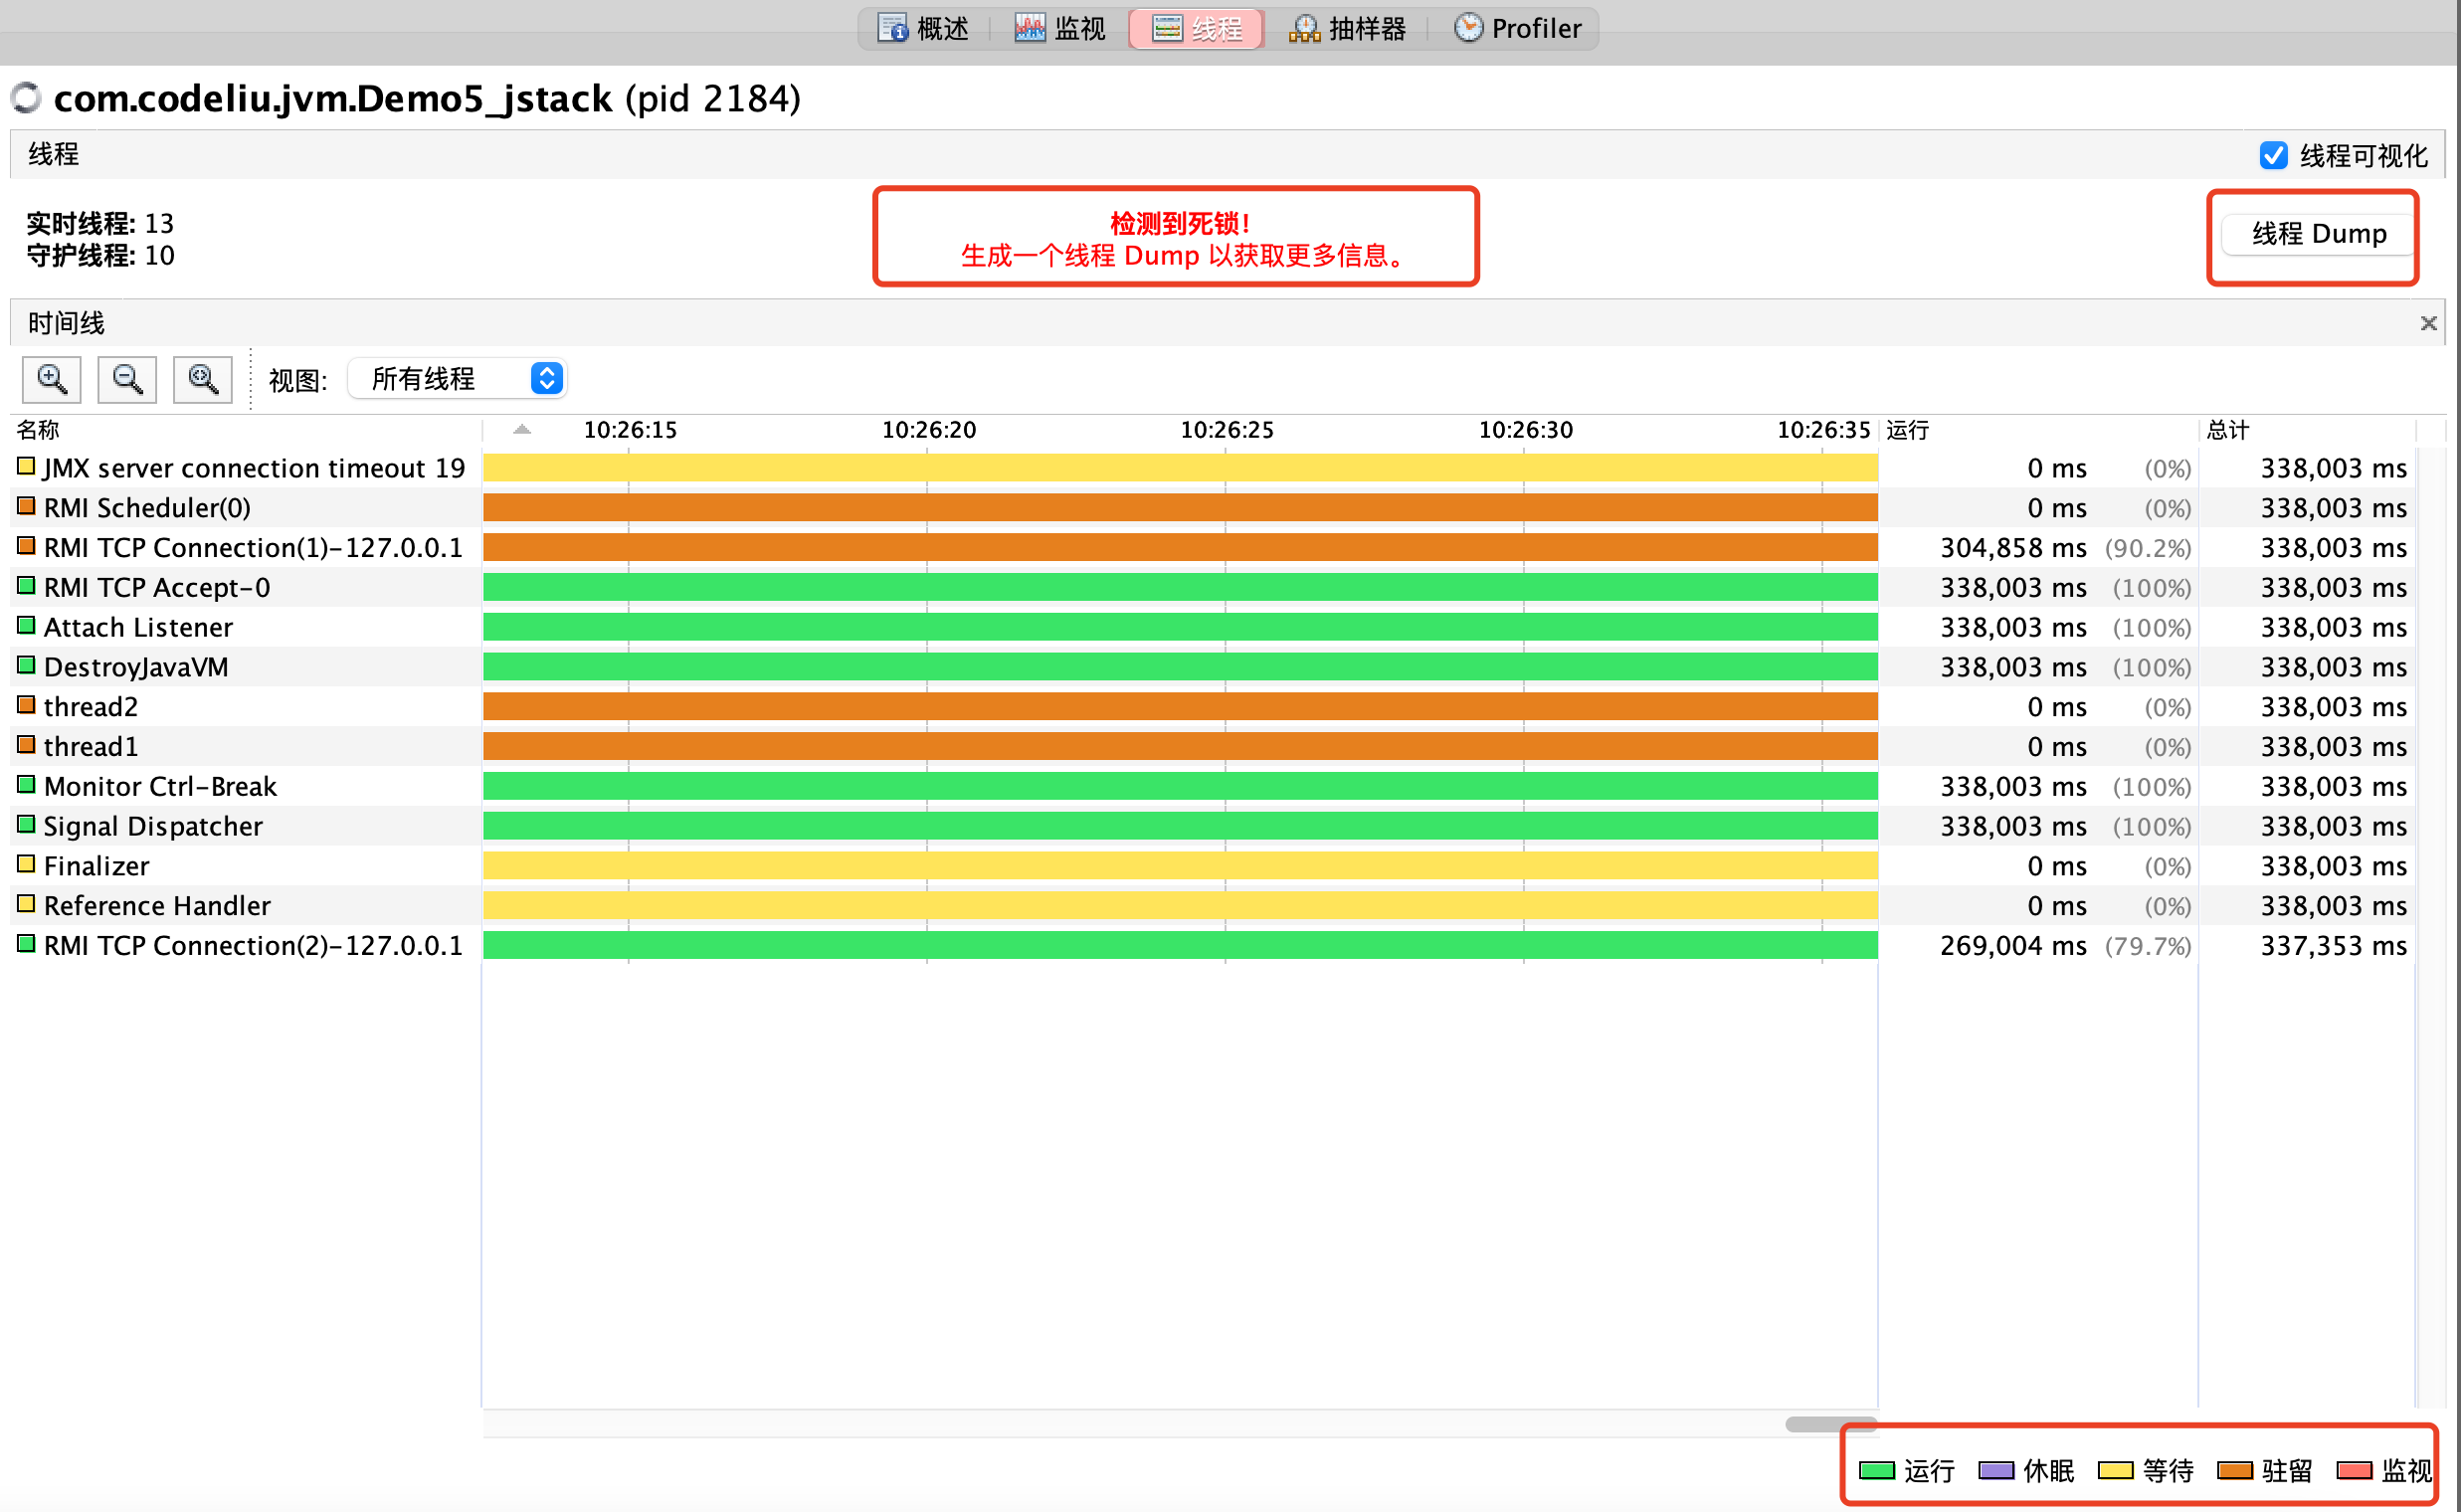 概述 监视 线程 抽样器 Profiler
com.codeliu.jvm.Demo5_jstack (pid 2184)
线程 线程可视化
实时线程: 13
守护线程: 10
检测到死锁!
生成一个线程 Dump 以获取更多信息。
线程 Dump
时间线
视图: 所有线程
名称 10:26:15 10:26:20 10:26:25 10:26:30 10:26:35 运行 总计
JMX server connection timeout 19 0 ms (0%) 338,003 ms
RMI Scheduler(0) 0 ms (0%) 338,003 ms
RMI TCP Connection(1)-127.0.0.1 304,858 ms (90.2%) 338,003 ms
RMI TCP Accept-0 338,003 ms (100%) 338,003 ms
Attach Listener 338,003 ms (100%) 338,003 ms
DestroyJavaVM 338,003 ms (100%) 338,003 ms
thread2 0 ms (0%) 338,003 ms
thread1 0 ms (0%) 338,003 ms
Monitor Ctrl-Break 338,003 ms (100%) 338,003 ms
Signal Dispatcher 338,003 ms (100%) 338,003 ms
Finalizer 0 ms (0%) 338,003 ms
Reference Handler 0 ms (0%) 338,003 ms
RMI TCP Connection(2)-127.0.0.1 269,004 ms (79.7%) 337,353 ms
运行 休眠 等待 驻留 监视